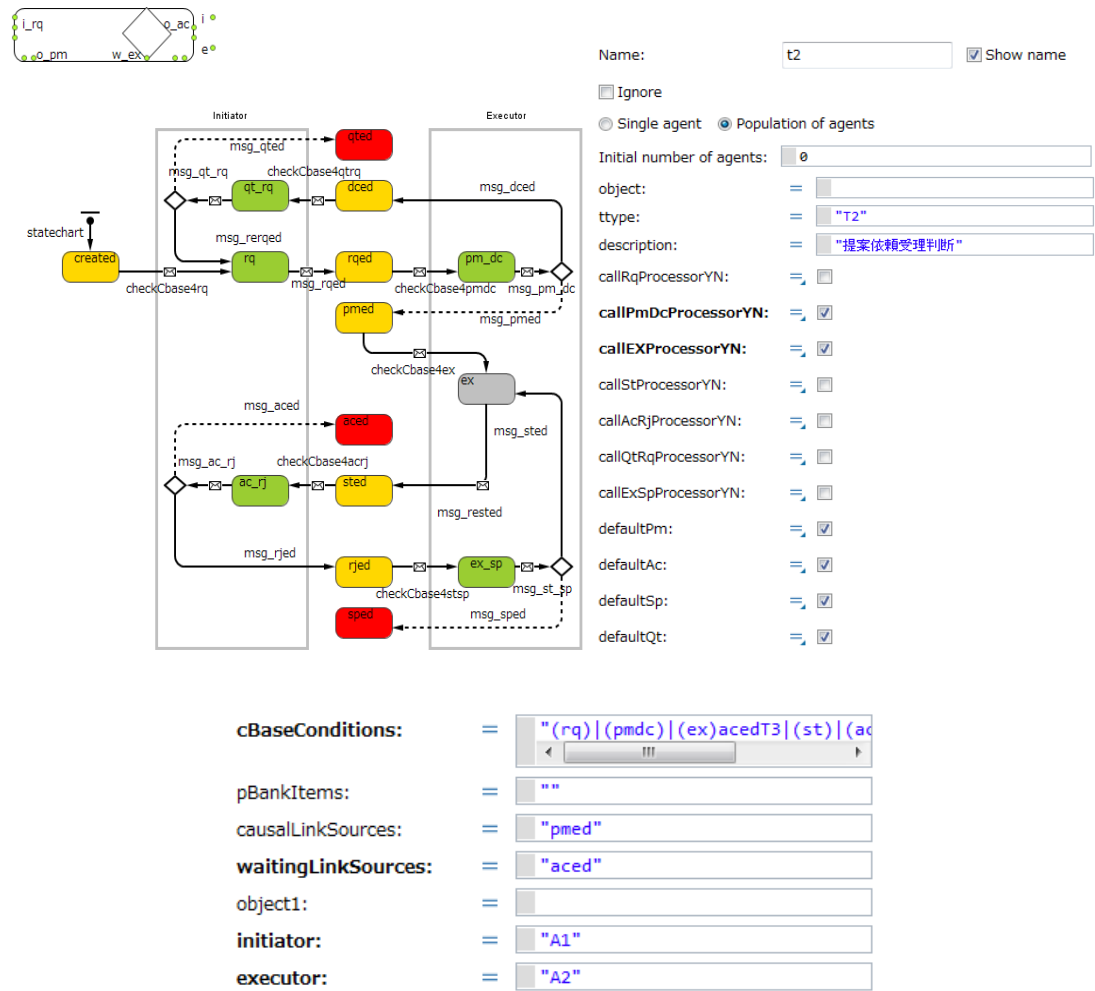 i_rq
o_ac
i
o_pm
w_ex
e
Initiator
Executor
qted
msg_qted
msg_qt_rq
checkCbase4qtrq
qt_rq
dced
msg_dced
statechart
created
msg_rerqed
rq
rqed
pm_dc
checkCbase4rq
msg_rqed
checkCbase4pmdc
msg_pm_dc
pmed
msg_pmed
checkCbase4ex
ex
msg_aced
aced
msg_sted
msg_ac_rj
checkCbase4acrj
ac_rj
sted
msg_rested
msg_rjed
rjed
ex_sp
checkCbase4stsp
msg_st_sp
sped
msg_sped
Name: t2 Show name
Ignore
Single agent Population of agents
Initial number of agents: 0
object: =
ttype: = "T2"
description: = "提案依頼受理判断"
callRqProcessorYN: =
callPmDcProcessorYN: =
callEXProcessorYN: =
callStProcessorYN: =
callAcRjProcessorYN: =
callQtRqProcessorYN: =
callExSpProcessorYN: =
defaultPm: =
defaultAc: =
defaultSp: =
defaultQt: =
cBaseConditions: = "(rq)|(pmdc)|(ex)acedT3|(st)|(ac
pBankItems: = ""
causalLinkSources: = "pmed"
waitingLinkSources: = "aced"
object1: =
initiator: = "A1"
executor: = "A2"